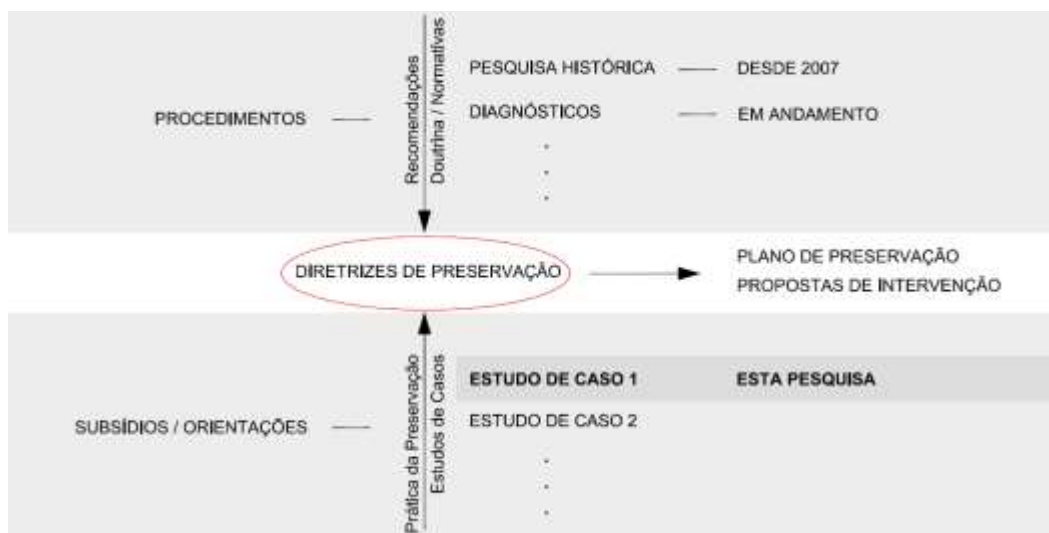 PROCEDIMENTOS
Recomendações
Doutrina / Normativas
PESQUISA HISTÓRICA
DESDE 2007
DIAGNÓSTICOS
EM ANDAMENTO
DIRETRIZES DE PRESERVAÇÃO
PLANO DE PRESERVAÇÃO
PROPOSTAS DE INTERVENÇÃO
SUBSÍDIOS / ORIENTAÇÕES
Prática da Preservação
Estudos de Casos
ESTUDO DE CASO 1
ESTA PESQUISA
ESTUDO DE CASO 2